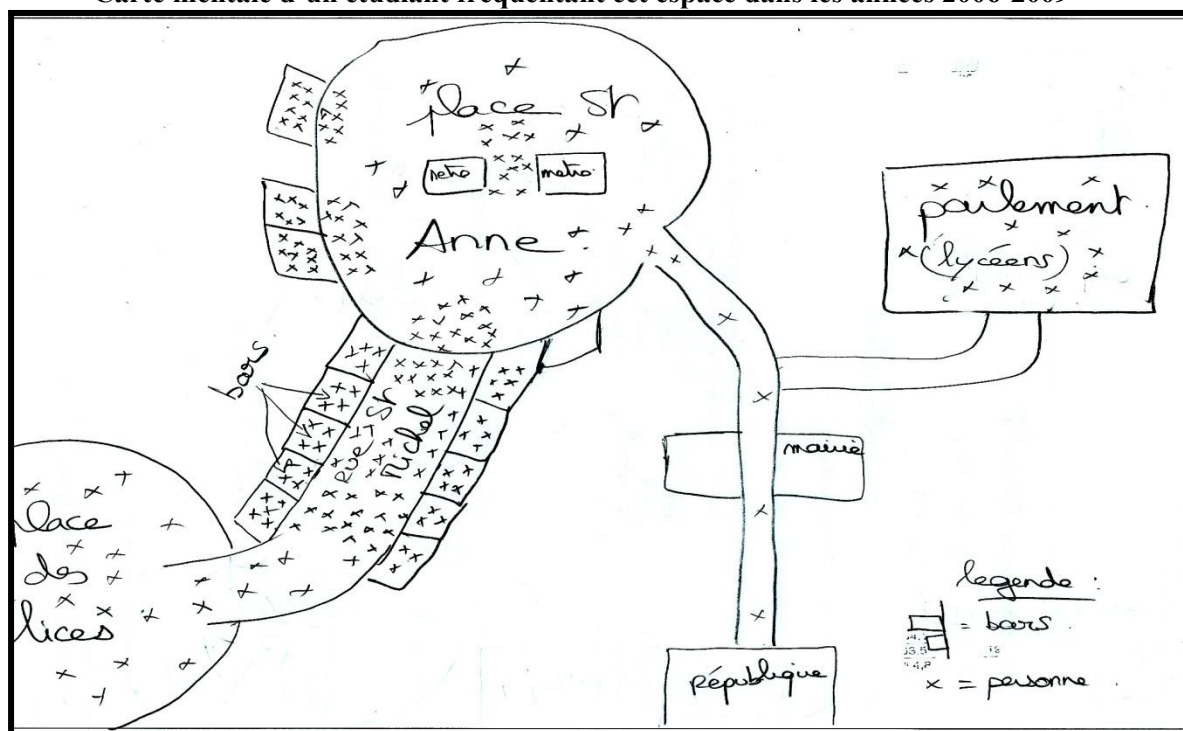 Carte mentale d'un étudiant fréquentant cet espace dans les années 2008-2009
place St
metro
metro
Anne
parlement
(lycéens)
bars
Rue St
Michel
mairie
place
des
lices
république
legende :
= bars
x = personne